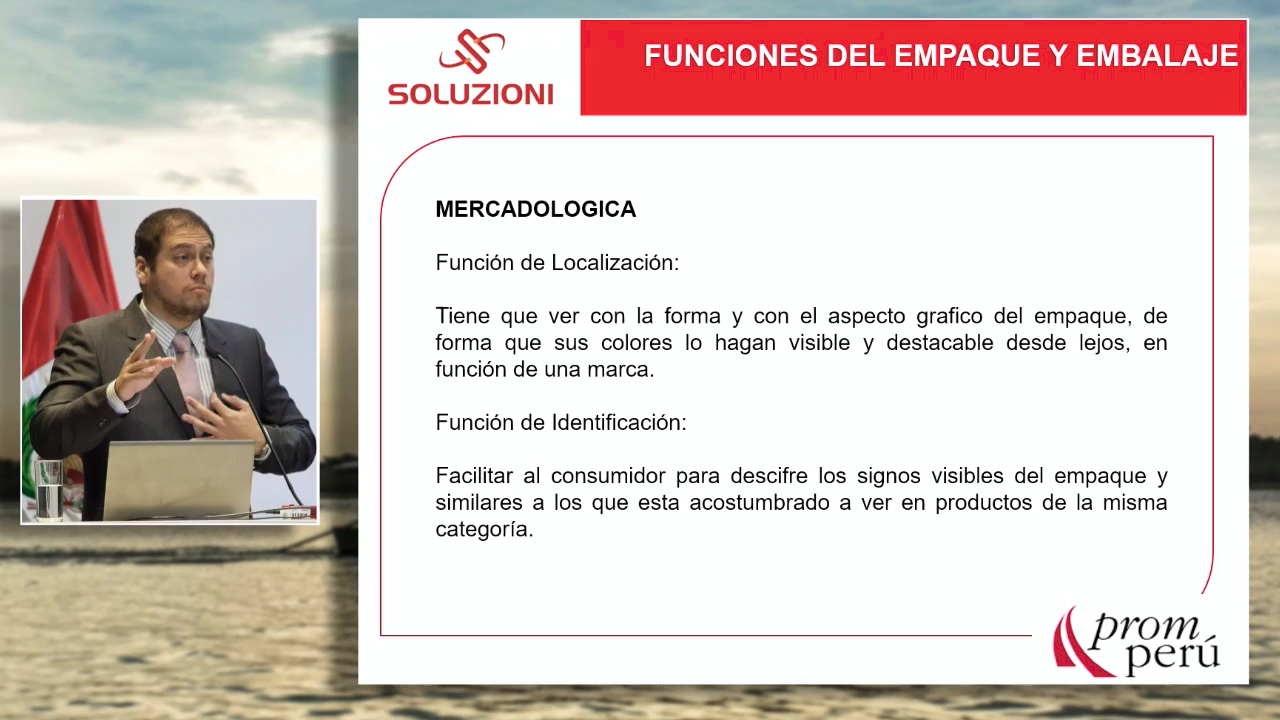 SOLUZIONI
FUNCIONES DEL EMPAQUE Y EMBALAJE
MERCADOLOGICA
Función de Localización:
Tiene que ver con la forma y con el aspecto grafico del empaque, de
forma que sus colores lo hagan visible y destacable desde lejos, en
función de una marca.
Función de Identificación:
Facilitar al consumidor para descifre los signos visibles del empaque y
similares a los que esta acostumbrado a ver en productos de la misma
categoría.
prom
perú